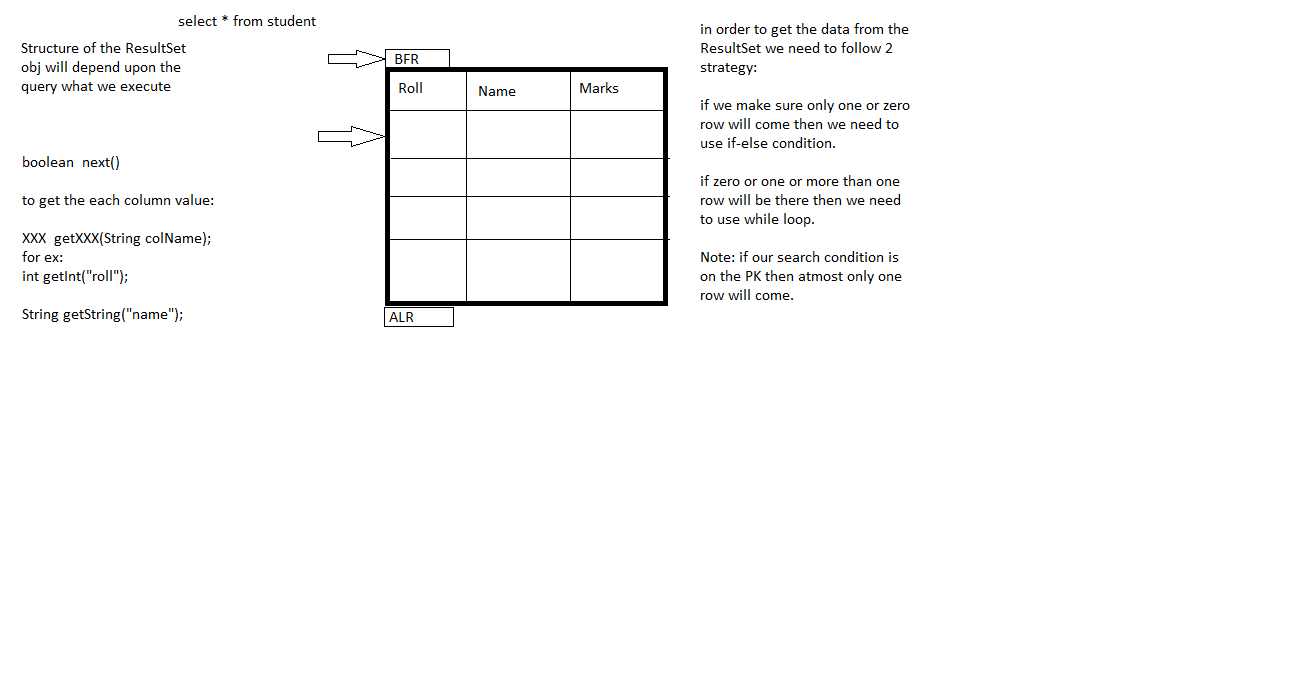 select * from student
Structure of the ResultSet
obj will depend upon the
query what we execute
boolean  next()
to get the each column value:
XXX  getXXX(String colName);
for ex:
int getInt("roll");
String getString("name");
BFR
Roll
Name
Marks
ALR
in order to get the data from the
ResultSet we need to follow 2
strategy:
if we make sure only one or zero
row will come then we need to
use if-else condition.
if zero or one or more than one
row will be there then we need
to use while loop.
Note: if our search condition is
on the PK then atmost only one
row will come.